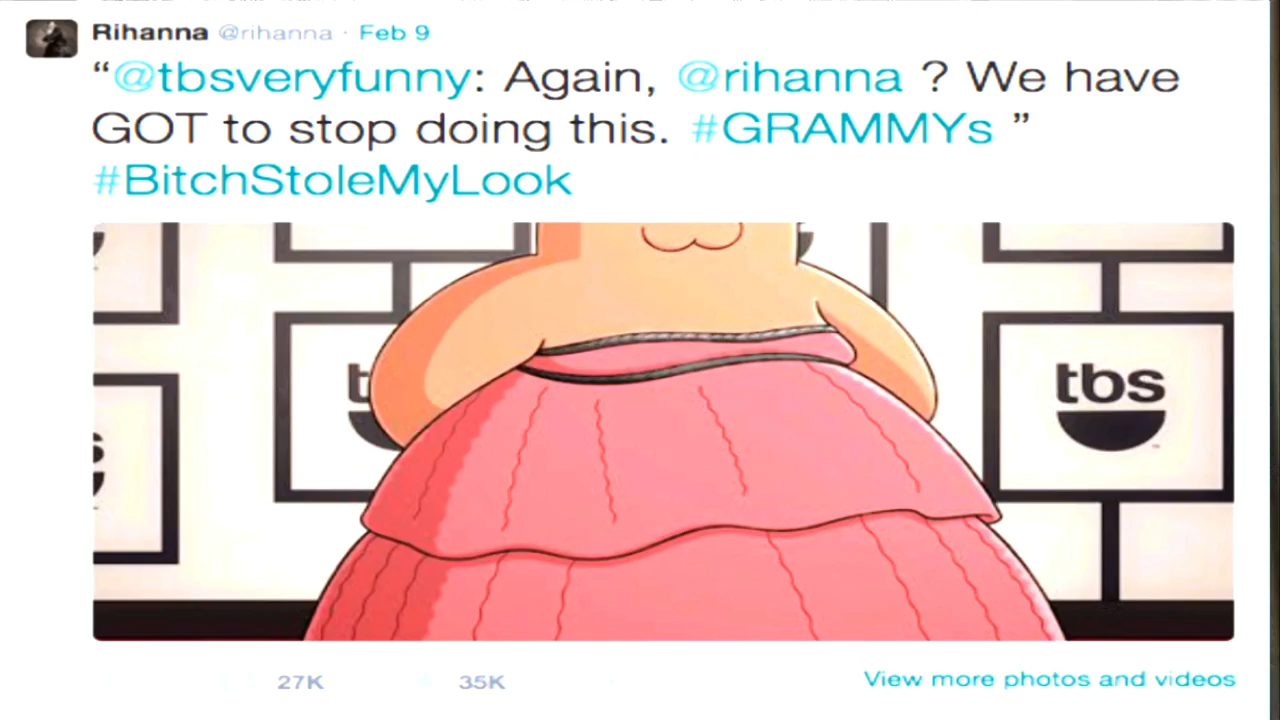 Rihanna @rihanna · Feb 9
“@tbsveryfunny: Again, @rihanna ? We have
GOT to stop doing this. #GRAMMYs ”
#BitchStoleMyLook
tbs
27K 35K
View more photos and videos